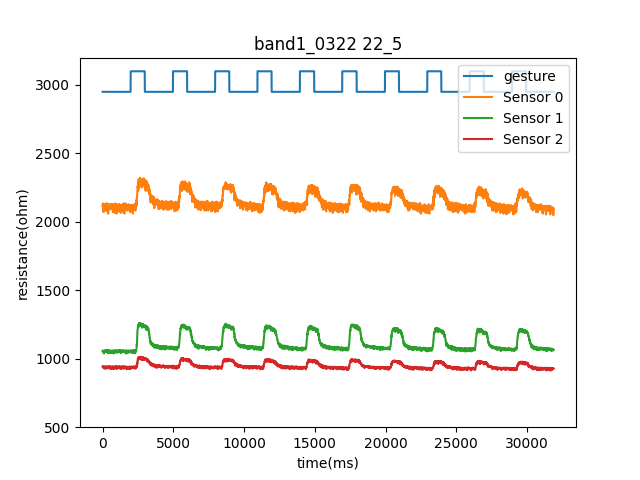 band1_0322 22_5
gesture
Sensor 0
Sensor 1
Sensor 2
resistance(ohm)
3000
2500
2000
1500
1000
500
0 5000 10000 15000 20000 25000 30000
time(ms)